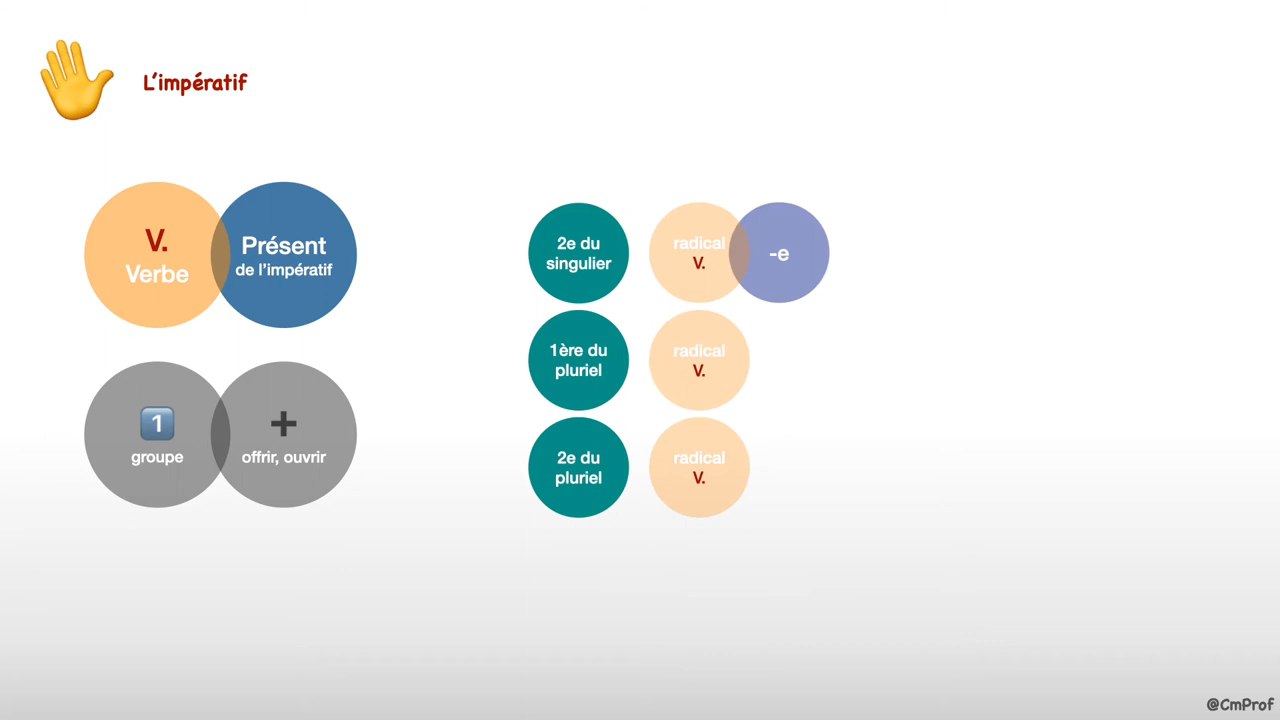 L'impératif
V.
Verbe
Présent
de l'impératif
1
groupe
+
offrir, ouvrir
2e du
singulier
radical
V.
-e
1ère du
pluriel
radical
V.
2e du
pluriel
radical
V.
@CmProf